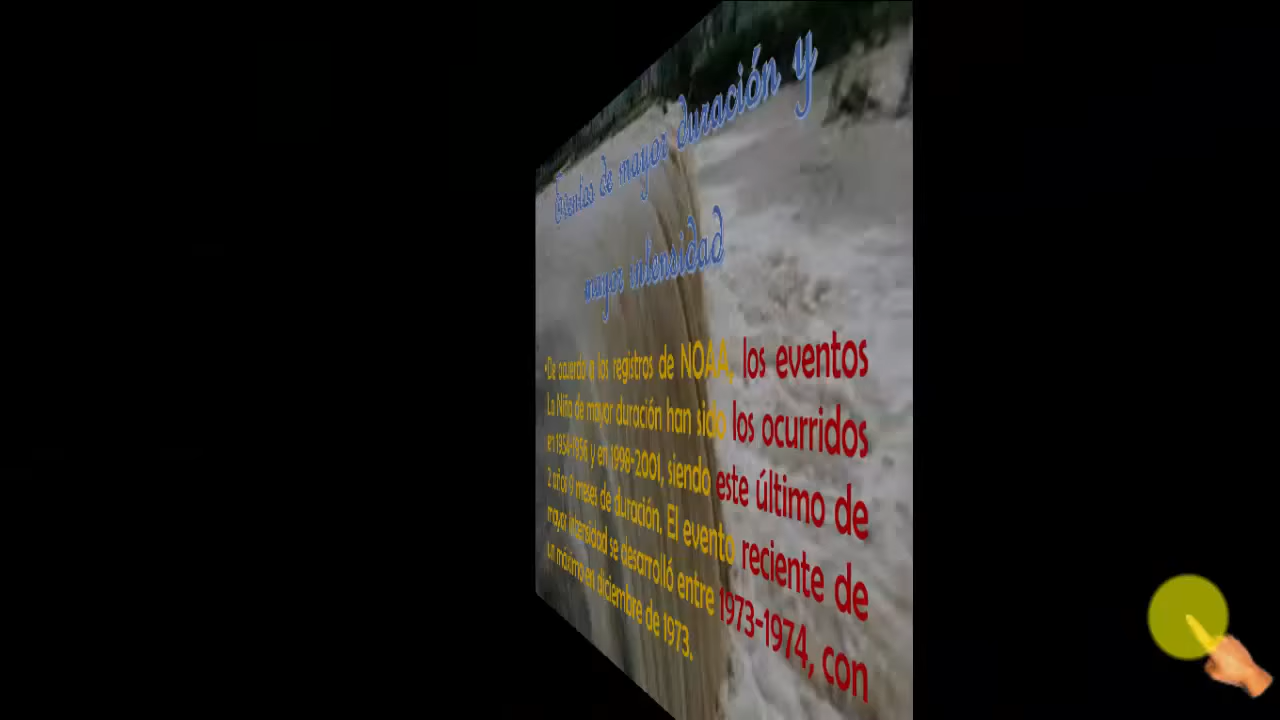 Eventos de mayor duración y
mayor intensidad
•De acuerdo a los registros de NOAA, los eventos
La Niña de mayor duración han sido los ocurridos
en 1954-1956 y en 1998-2001, siendo este último de
2 años 9 meses de duración. El evento reciente de
mayor intensidad se desarrolló entre 1973-1974, con
un máximo en diciembre de 1973.